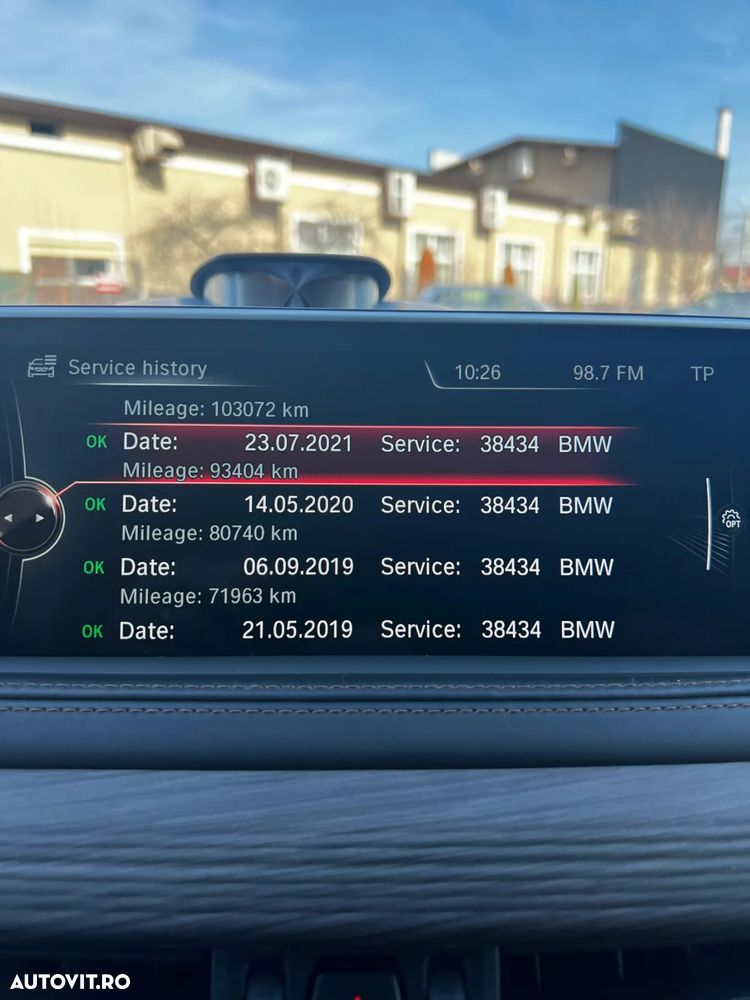 Service history 10:26 98.7 FM TP
Mileage: 103072 km
OK Date: 23.07.2021 Service: 38434 BMW
Mileage: 93404 km
OK Date: 14.05.2020 Service: 38434 BMW
Mileage: 80740 km
OK Date: 06.09.2019 Service: 38434 BMW
Mileage: 71963 km
OK Date: 21.05.2019 Service: 38434 BMW
OPT
AUTOVIT.RO